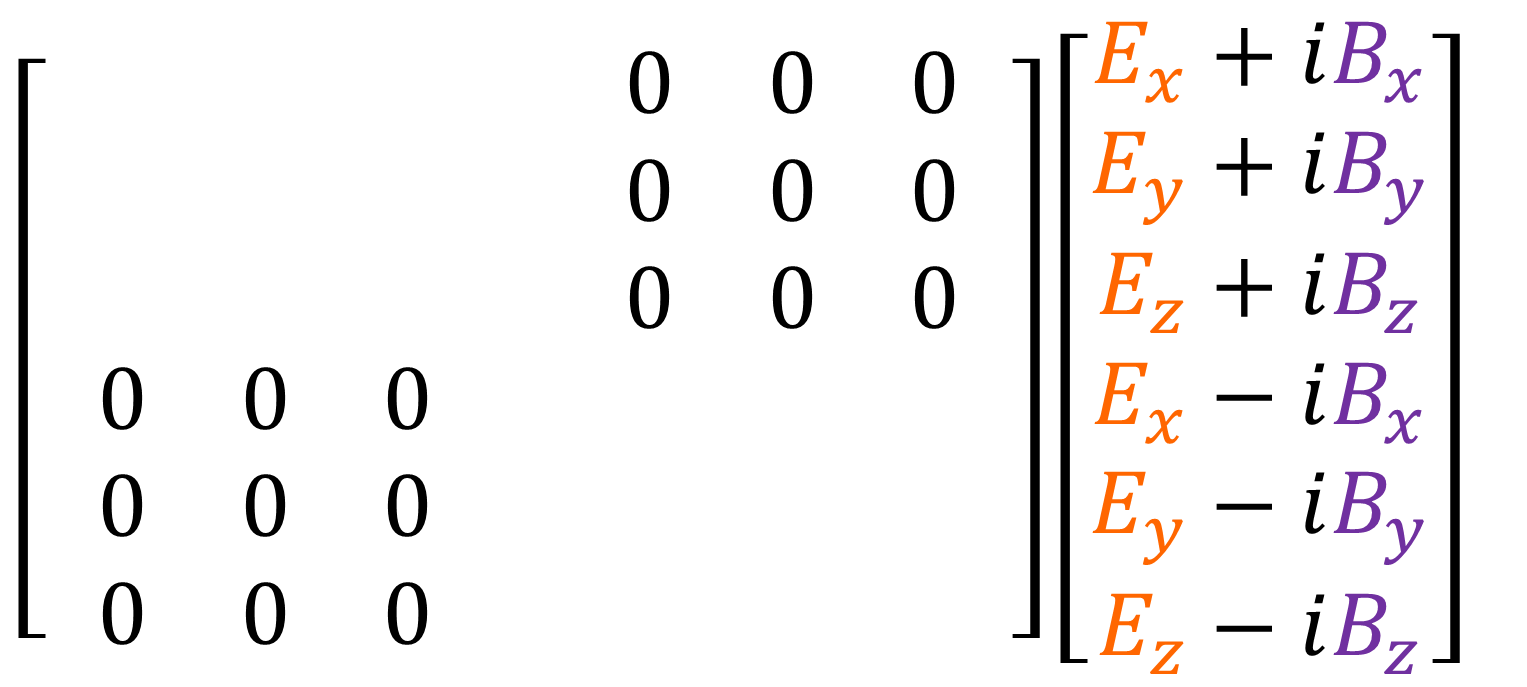 [ 0 0 0 ] [ E_x + iB_x ]
0 0 0 E_y + iB_y
0 0 0 E_z + iB_z
0 0 0 E_x − iB_x
0 0 0 E_y − iB_y
0 0 0 E_z − iB_z